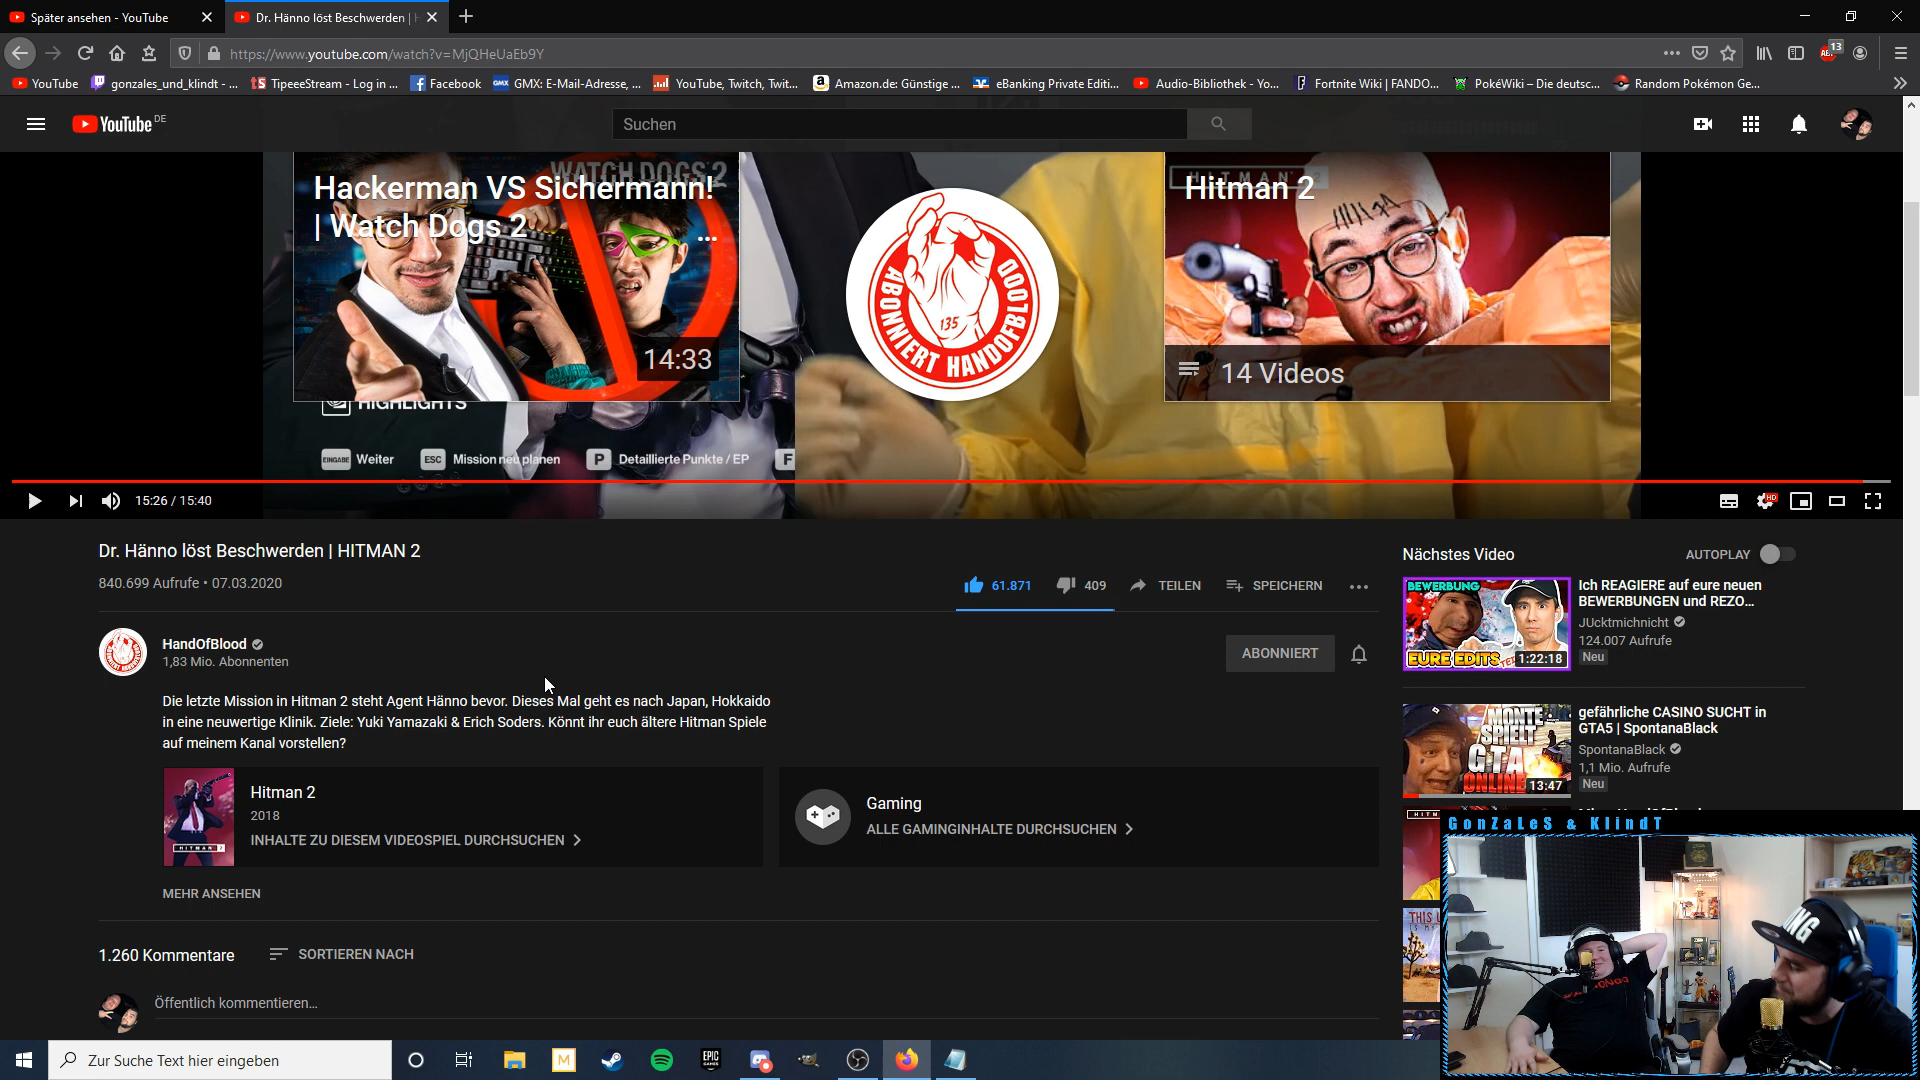 Später ansehen - YouTube
Dr. Hänno löst Beschwerden |
https://www.youtube.com/watch?v=MjQHeUaEb9Y
13
YouTube
gonzales_und_klindt - ...
TipeeeStream - Log in ...
Facebook
GMX: E-Mail-Adresse, ...
YouTube, Twitch, Twit...
Amazon.de: Günstige ...
eBanking Private Editi...
Audio-Bibliothek - Yo...
Fortnite Wiki | FANDO...
PokéWiki – Die deutsc...
Random Pokémon Ge...
YouTube DE
Suchen
WATCH DOGS 2
Hackerman VS Sichermann!
| Watch Dogs 2
14:33
ABONNIERT HANDOFBLOOD
135
HITMAN 2
Hitman 2
14 Videos
HIGHLIGHTS
EINGABE Weiter
ESC Mission neu planen
P Detaillierte Punkte / EP
F
15:26 / 15:40
HD
Dr. Hänno löst Beschwerden | HITMAN 2
840.699 Aufrufe • 07.03.2020
61.871
409
TEILEN
SPEICHERN
HandOfBlood
1,83 Mio. Abonnenten
ABONNIERT
Die letzte Mission in Hitman 2 steht Agent Hänno bevor. Dieses Mal geht es nach Japan, Hokkaido
in eine neuwertige Klinik. Ziele: Yuki Yamazaki & Erich Soders. Könnt ihr euch ältere Hitman Spiele
auf meinem Kanal vorstellen?
HITMAN 2
Hitman 2
2018
INHALTE ZU DIESEM VIDEOSPIEL DURCHSUCHEN
Gaming
ALLE GAMINGINHALTE DURCHSUCHEN
MEHR ANSEHEN
1.260 Kommentare
SORTIEREN NACH
Öffentlich kommentieren...
Nächstes Video
AUTOPLAY
BEWERBUNG
EURE EDITS
1:22:18
Ich REAGIERE auf eure neuen
BEWERBUNGEN und REZO...
JUcktmichnicht
124.007 Aufrufe
Neu
MONTE
SPIELT
GTA
ONLINE
13:47
gefährliche CASINO SUCHT in
GTA5 | SpontanaBlack
SpontanaBlack
1,1 Mio. Aufrufe
Neu
HITM
THIS
GonZaLeS & KlindT
Zur Suche Text hier eingeben
EPIC
GAMES
M